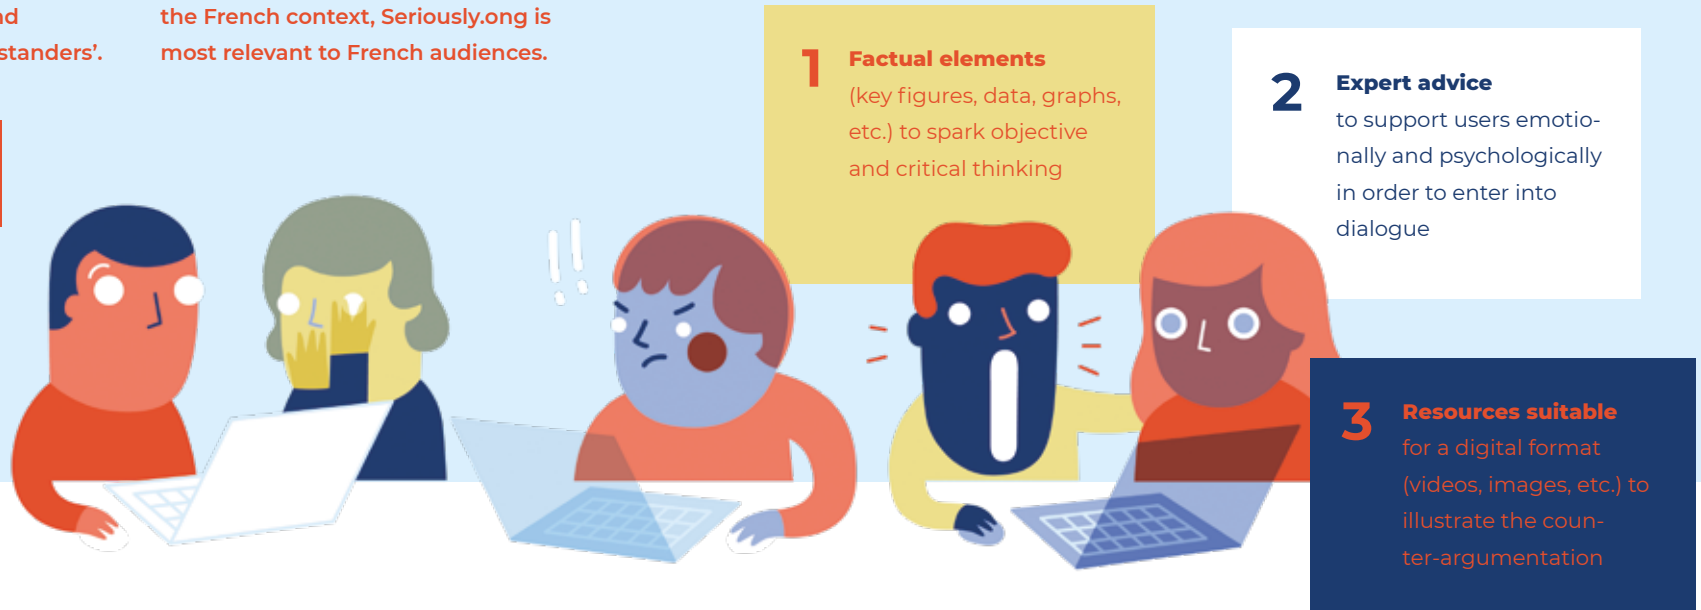 nd
standers’.
the French context, Seriously.ong is
most relevant to French audiences.
1
Factual elements
(key figures, data, graphs,
etc.) to spark objective
and critical thinking
2
Expert advice
to support users emotio-
nally and psychologically
in order to enter into
dialogue
!!
3
Resources suitable
for a digital format
(videos, images, etc.) to
illustrate the coun-
ter-argumentation